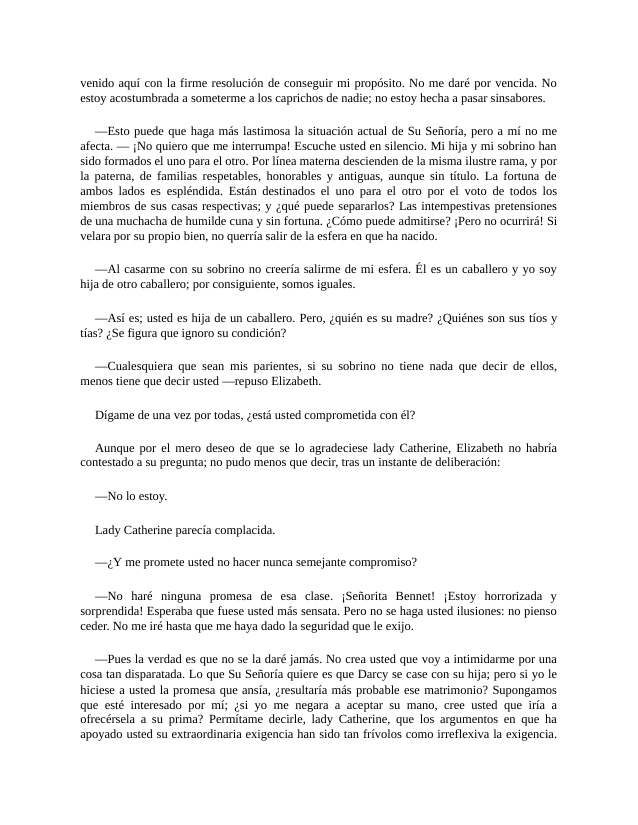 venido aquí con la firme resolución de conseguir mi propósito. No me daré por vencida. No
estoy acostumbrada a someterme a los caprichos de nadie; no estoy hecha a pasar sinsabores.
—Esto puede que haga más lastimosa la situación actual de Su Señoría, pero a mí no me
afecta. — ¡No quiero que me interrumpa! Escuche usted en silencio. Mi hija y mi sobrino han
sido formados el uno para el otro. Por línea materna descienden de la misma ilustre rama, y por
la paterna, de familias respetables, honorables y antiguas, aunque sin título. La fortuna de
ambos lados es espléndida. Están destinados el uno para el otro por el voto de todos los
miembros de sus casas respectivas; y ¿qué puede separarlos? Las intempestivas pretensiones
de una muchacha de humilde cuna y sin fortuna. ¿Cómo puede admitirse? ¡Pero no ocurrirá! Si
velara por su propio bien, no querría salir de la esfera en que ha nacido.
—Al casarme con su sobrino no creería salirme de mi esfera. Él es un caballero y yo soy
hija de otro caballero; por consiguiente, somos iguales.
—Así es; usted es hija de un caballero. Pero, ¿quién es su madre? ¿Quiénes son sus tíos y
tías? ¿Se figura que ignoro su condición?
—Cualesquiera que sean mis parientes, si su sobrino no tiene nada que decir de ellos,
menos tiene que decir usted —repuso Elizabeth.
Dígame de una vez por todas, ¿está usted comprometida con él?
Aunque por el mero deseo de que se lo agradeciese lady Catherine, Elizabeth no habría
contestado a su pregunta; no pudo menos que decir, tras un instante de deliberación:
—No lo estoy.
Lady Catherine parecía complacida.
—¿Y me promete usted no hacer nunca semejante compromiso?
—No haré ninguna promesa de esa clase. ¡Señorita Bennet! ¡Estoy horrorizada y
sorprendida! Esperaba que fuese usted más sensata. Pero no se haga usted ilusiones: no pienso
ceder. No me iré hasta que me haya dado la seguridad que le exijo.
—Pues la verdad es que no se la daré jamás. No crea usted que voy a intimidarme por una
cosa tan disparatada. Lo que Su Señoría quiere es que Darcy se case con su hija; pero si yo le
hiciese a usted la promesa que ansía, ¿resultaría más probable ese matrimonio? Supongamos
que esté interesado por mí; ¿si yo me negara a aceptar su mano, cree usted que iría a
ofrecérsela a su prima? Permítame decirle, lady Catherine, que los argumentos en que ha
apoyado usted su extraordinaria exigencia han sido tan frívolos como irreflexiva la exigencia.